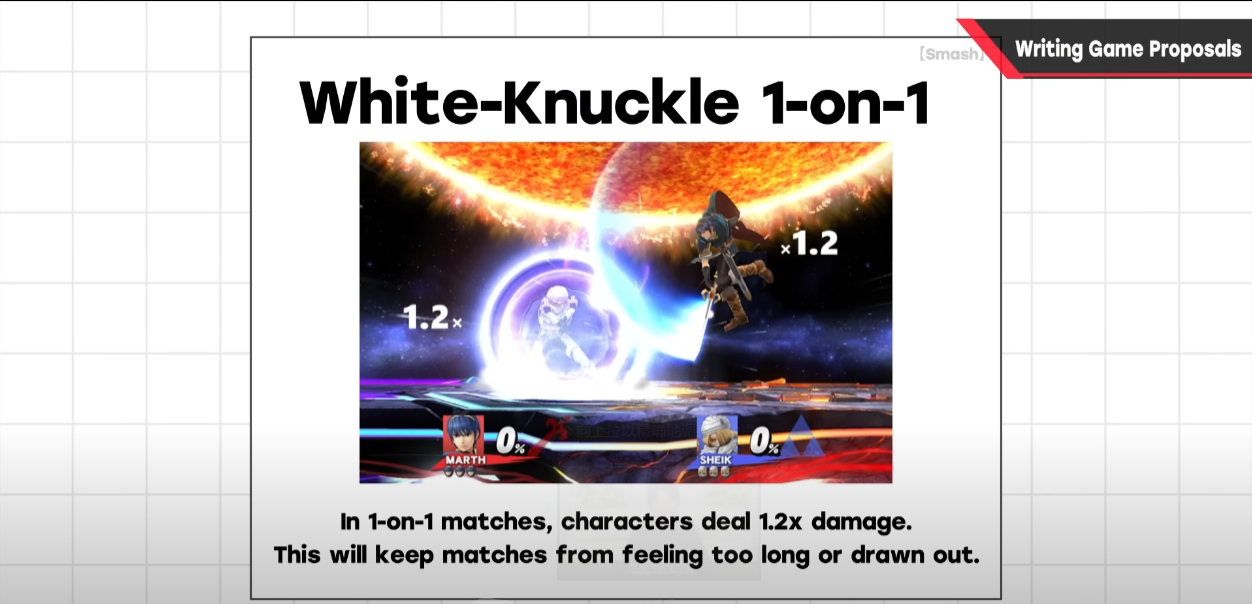 Writing Game Proposals
[Smash]
White-Knuckle 1-on-1
×1.2
1.2×
0%
MARTH
0%
SHEIK
In 1-on-1 matches, characters deal 1.2x damage.
This will keep matches from feeling too long or drawn out.